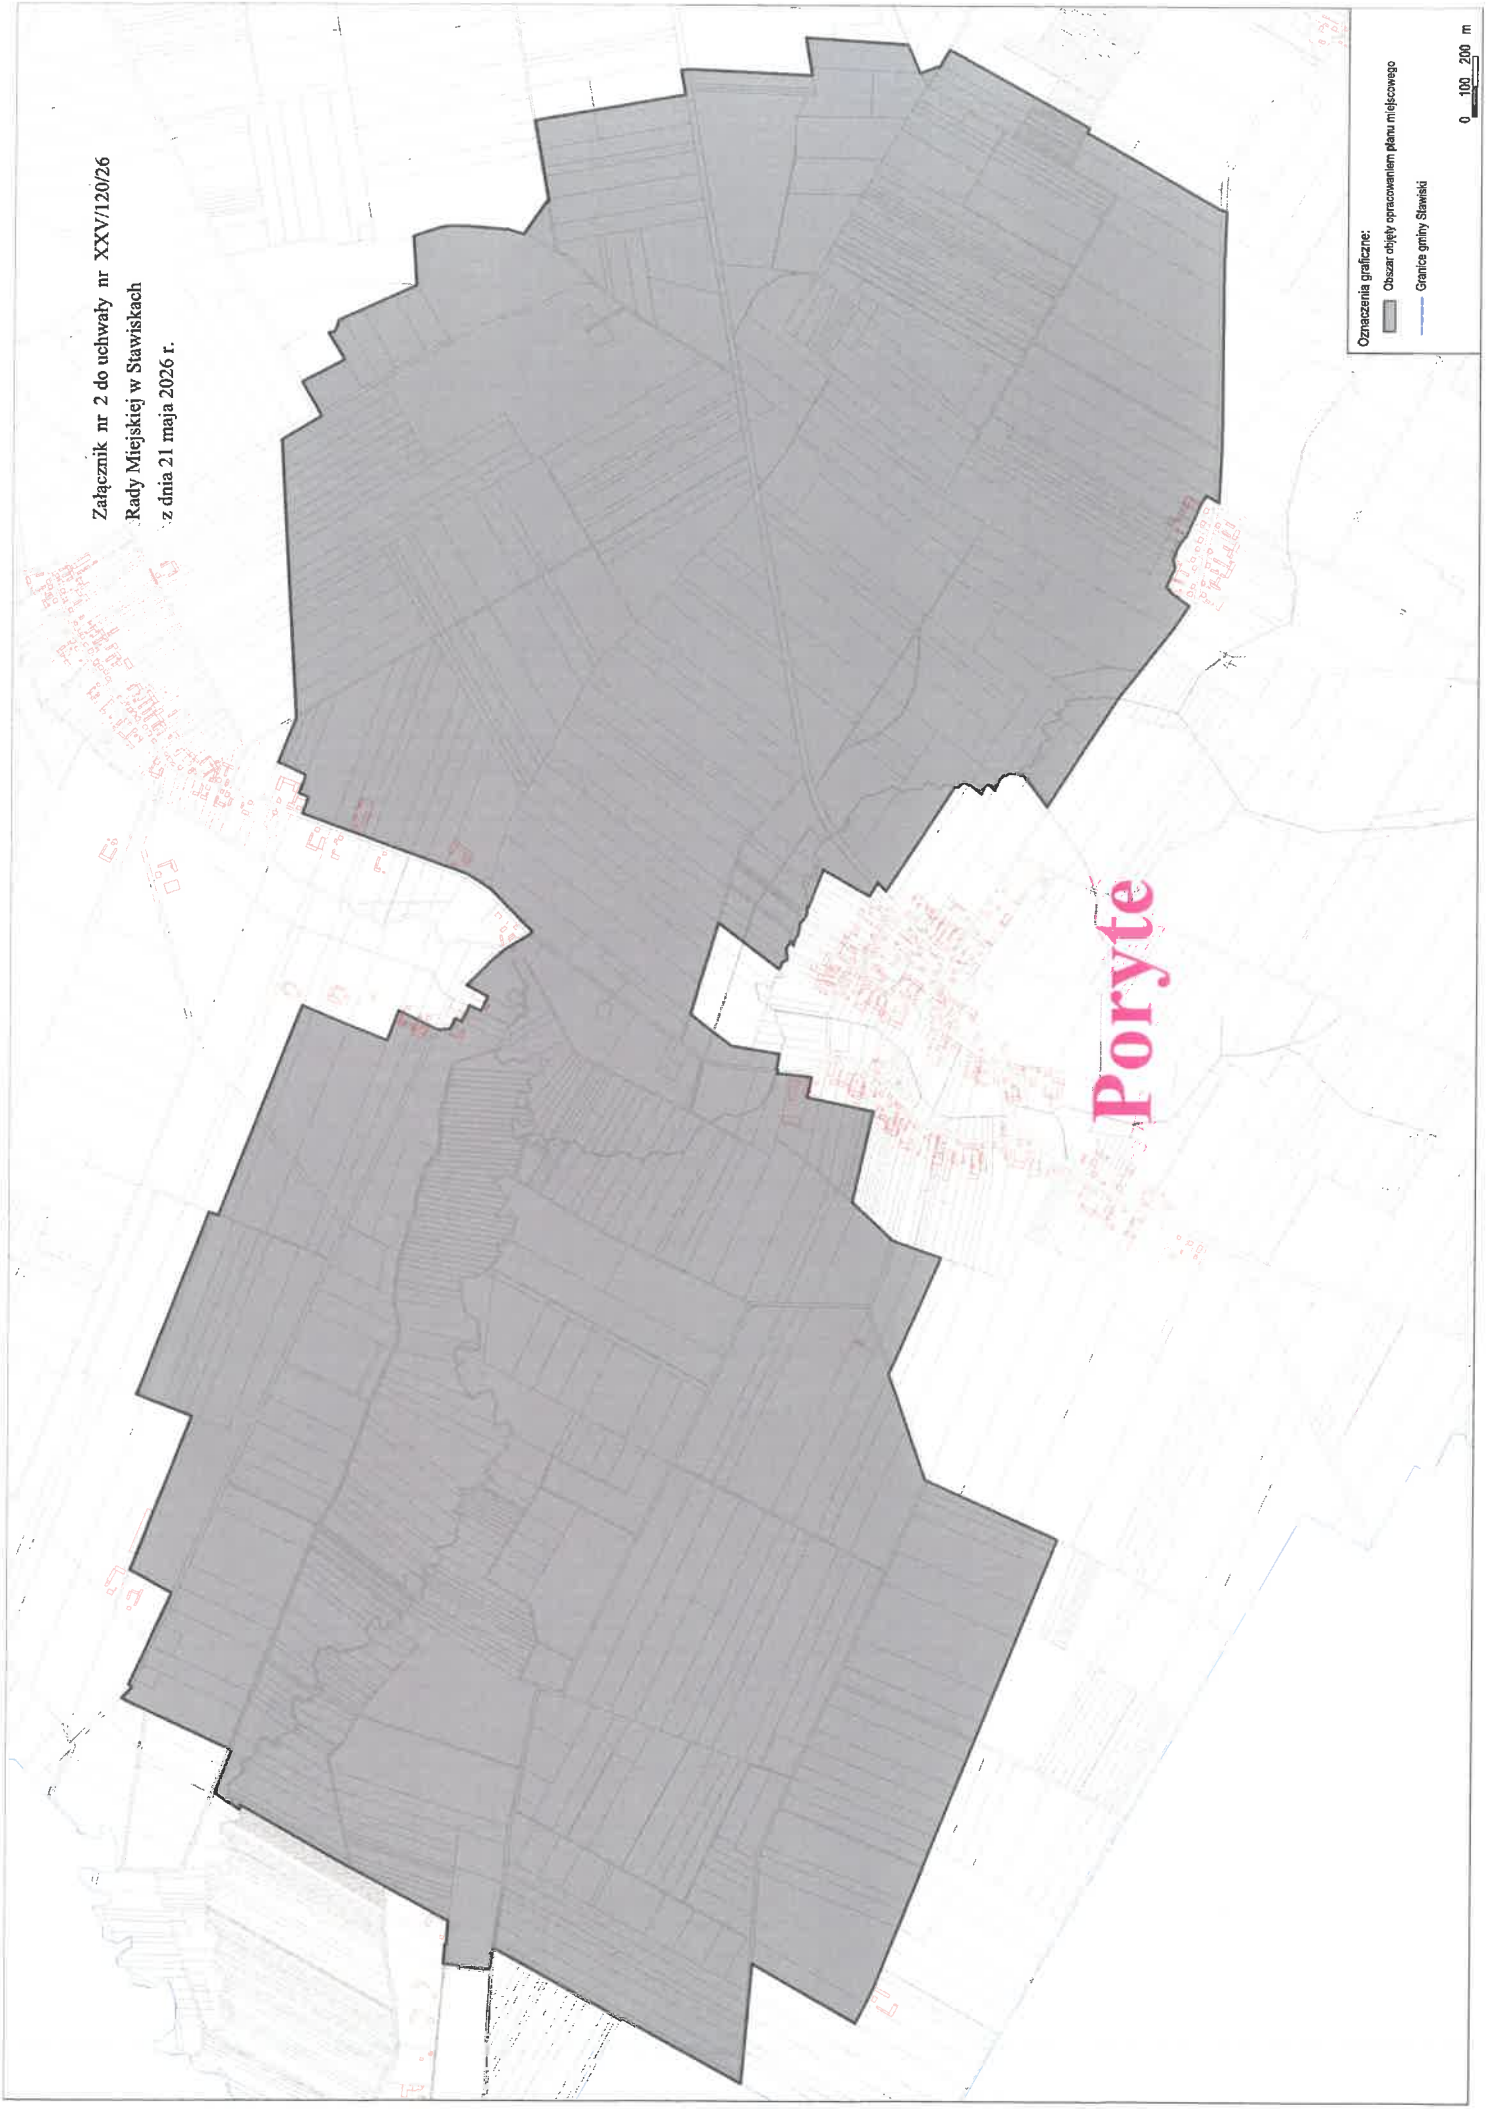 Załącznik nr 2 do uchwały nr XXV/120/26
Rady Miejskiej w Stawiskach
z dnia 21 maja 2026 r.
Poryte
Oznaczenia graficzne:
Obszar objęty opracowaniem planu miejscowego
Granice gminy Stawiski
0 100 200 m